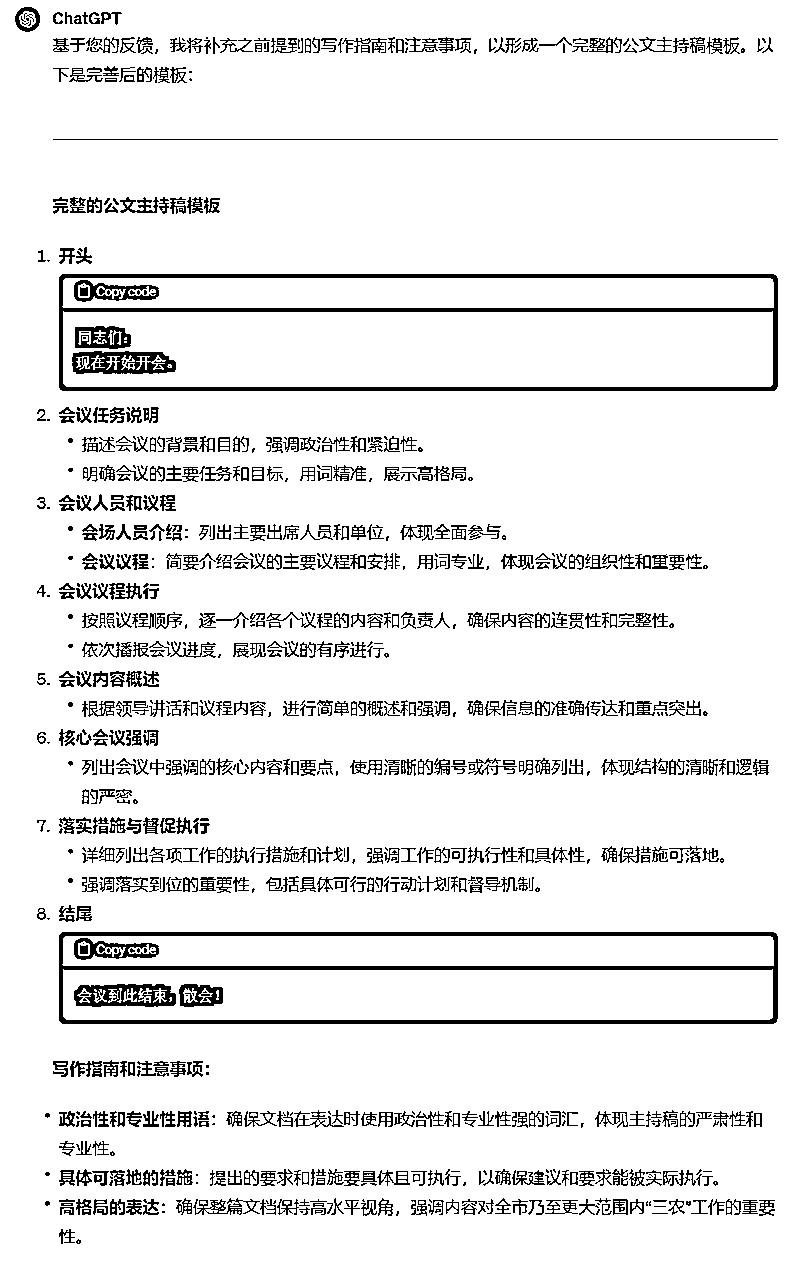 ChatGPT
基于您的反馈，我将补充之前提到的写作指南和注意事项，以形成一个完整的公文主持稿模板。以
下是完善后的模板：
完整的公文主持稿模板
1. 开头
Copy code
同志们：
现在开始开会。
2. 会议任务说明
• 描述会议的背景和目的，强调政治性和紧迫性。
• 明确会议的主要任务和目标，用词精准，展示高格局。
3. 会议人员和议程
• 会场人员介绍：列出主要出席人员和单位，体现全面参与。
• 会议议程：简要介绍会议的主要议程和安排，用词专业，体现会议的组织性和重要性。
4. 会议议程执行
• 按照议程顺序，逐一介绍各个议程的内容和负责人，确保内容的连贯性和完整性。
• 依次播报会议进度，展现会议的有序进行。
5. 会议内容概述
• 根据领导讲话和议程内容，进行简单的概述和强调，确保信息的准确传达和重点突出。
6. 核心会议强调
• 列出会议中强调的核心内容和要点，使用清晰的编号或符号明确列出，体现结构的清晰和逻辑
的严密。
7. 落实措施与督促执行
• 详细列出各项工作的执行措施和计划，强调工作的可执行性和具体性，确保措施可落地。
• 强调落实到位的重要性，包括具体可行的行动计划和督导机制。
8. 结尾
Copy code
会议到此结束，散会！
写作指南和注意事项：
• 政治性和专业性用语：确保文档在表达时使用政治性和专业性强的词汇，体现主持稿的严肃性和
专业性。
• 具体可落地的措施：提出的要求和措施要具体且可执行，以确保建议和要求能被实际执行。
• 高格局的表达：确保整篇文档保持高水平视角，强调内容对全市乃至更大范围内“三农”工作的重要
性。